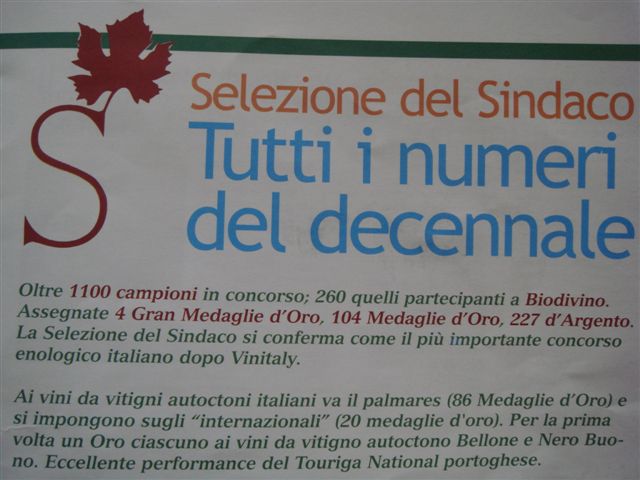 S
Selezione del Sindaco
Tutti i numeri
del decennale
Oltre 1100 campioni in concorso; 260 quelli partecipanti a Biodivino.
Assegnate 4 Gran Medaglie d'Oro, 104 Medaglie d'Oro, 227 d'Argento.
La Selezione del Sindaco si conferma come il più importante concorso
enologico italiano dopo Vinitaly.
Ai vini da vitigni autoctoni italiani va il palmares (86 Medaglie d'Oro) e
si impongono sugli “internazionali” (20 medaglie d'oro). Per la prima
volta un Oro ciascuno ai vini da vitigno autoctono Bellone e Nero Buo-
no. Eccellente performance del Touriga National portoghese.